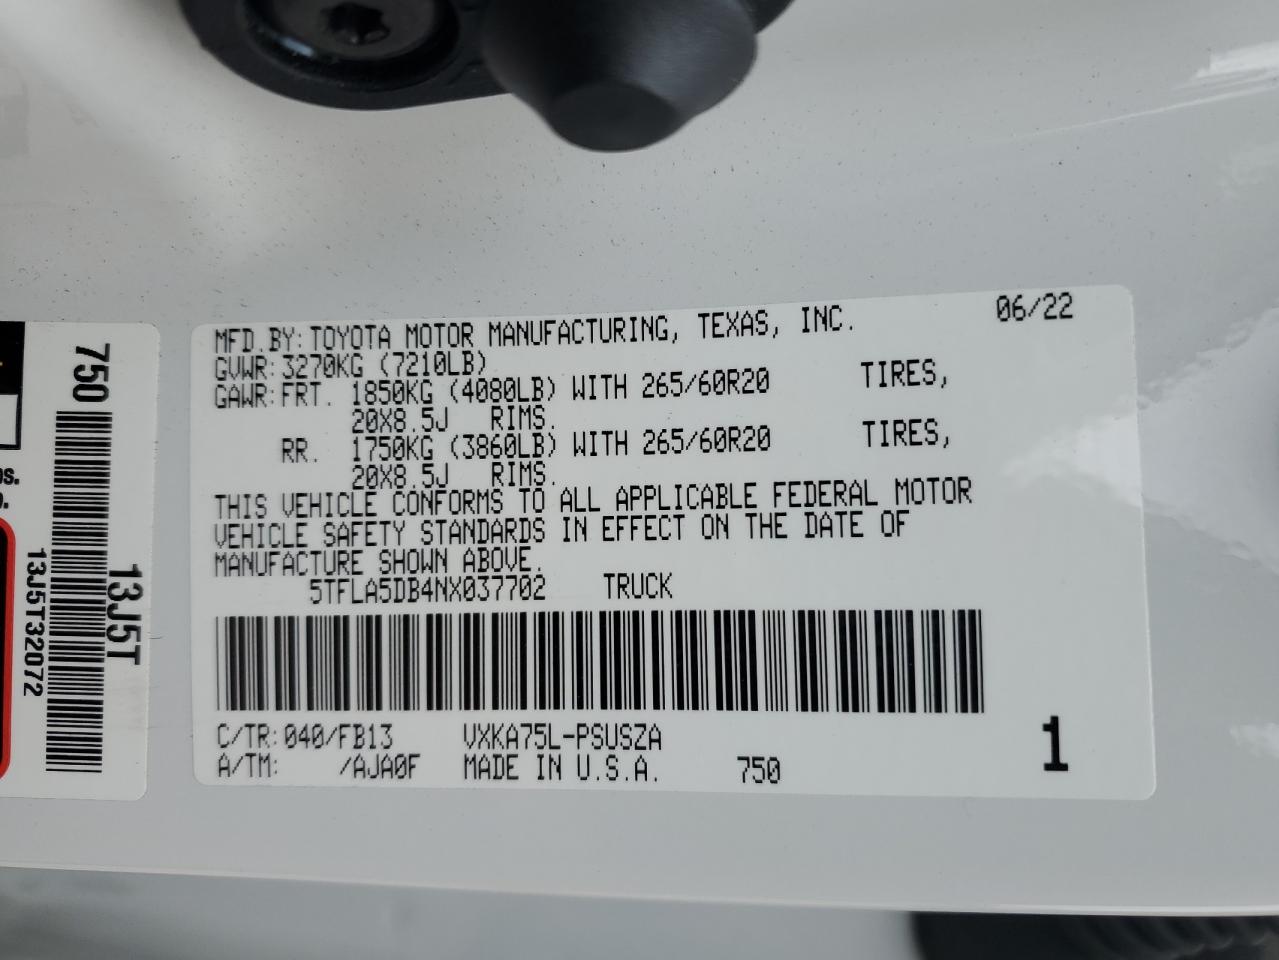 MFD.BY:TOYOTA MOTOR MANUFACTURING, TEXAS, INC. 06/22
GVWR:3270KG (7210LB)
GAWR:FRT. 1850KG (4080LB) WITH 265/60R20 TIRES,
20X8.5J RIMS.
RR. 1750KG (3860LB) WITH 265/60R20 TIRES,
20X8.5J RIMS.
THIS VEHICLE CONFORMS TO ALL APPLICABLE FEDERAL MOTOR
VEHICLE SAFETY STANDARDS IN EFFECT ON THE DATE OF
MANUFACTURE SHOWN ABOVE.
5TFLA5DB4NX037702 TRUCK
C/TR:040/FB13 VXKA75L-PSUSZA
A/TM: /AJA0F MADE IN U.S.A. 750
1
750
13J5T
13J5T32072